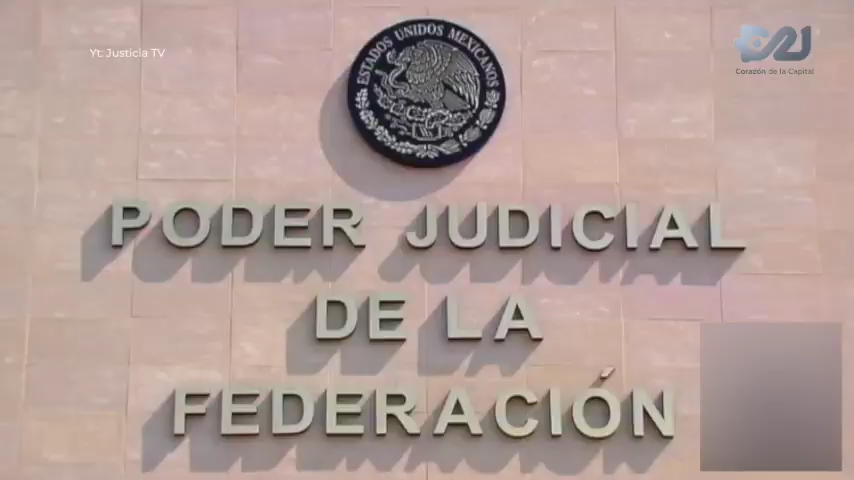 Yt. Justicia TV
Corazón de la Capital
ESTADOS UNIDOS MEXICANOS
PODER JUDICIAL
DE LA
FEDERACIÓN